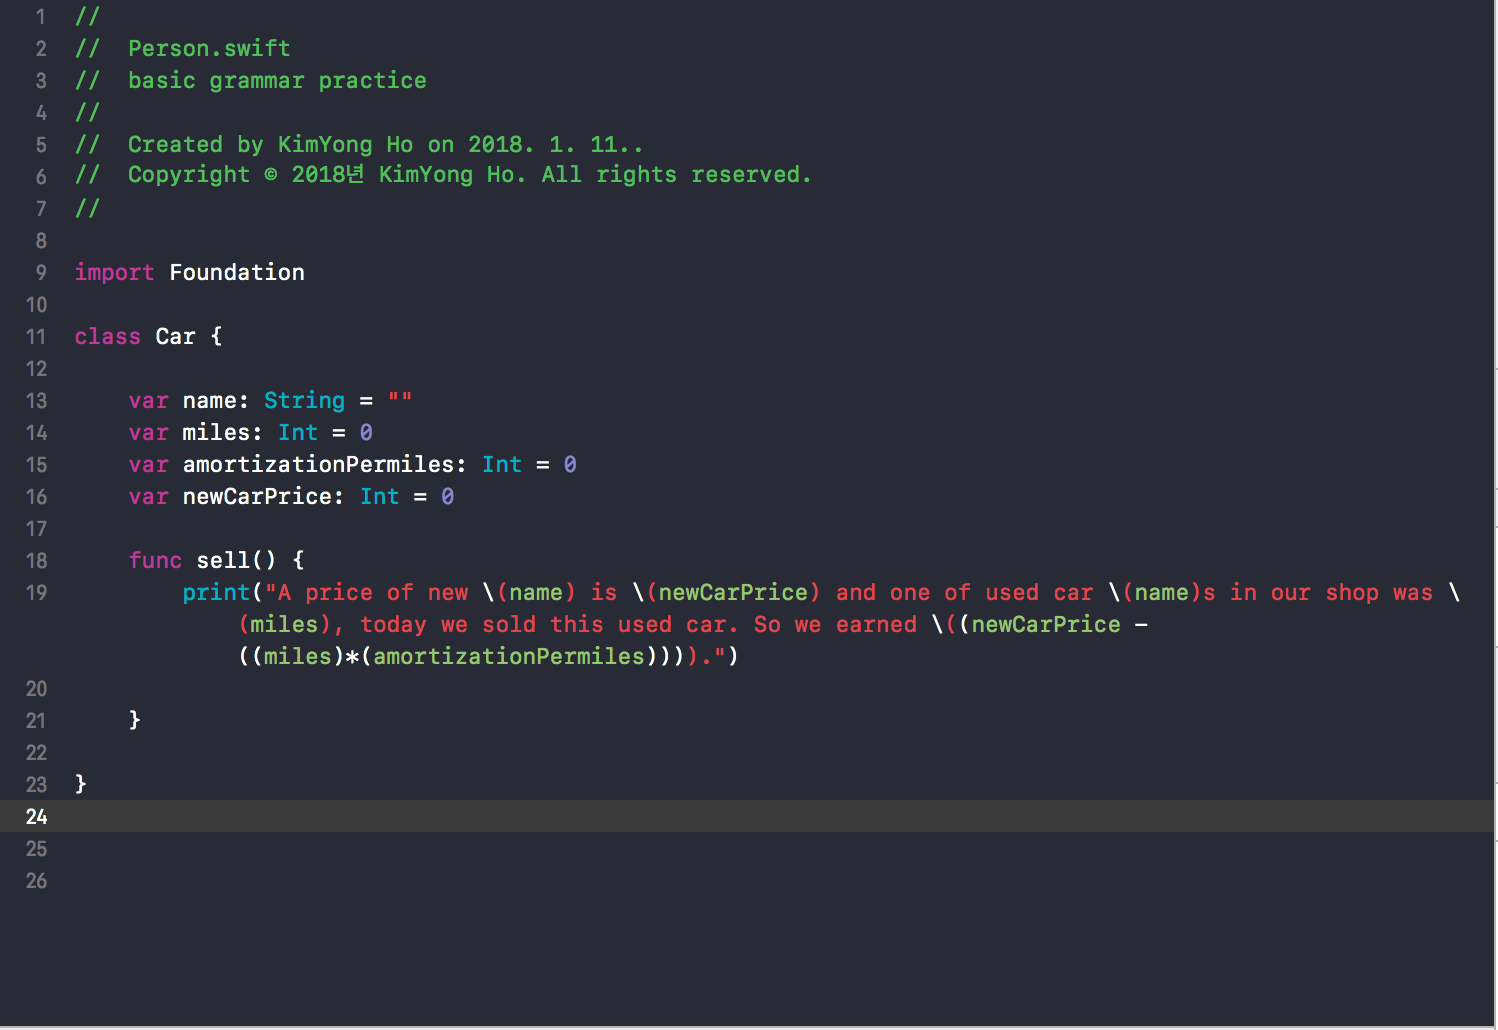 1 //
2 //  Person.swift
3 //  basic grammar practice
4 //
5 //  Created by KimYong Ho on 2018. 1. 11..
6 //  Copyright © 2018년 KimYong Ho. All rights reserved.
7 //
8
9 import Foundation
10
11 class Car {
12
13     var name: String = ""
14     var miles: Int = 0
15     var amortizationPermiles: Int = 0
16     var newCarPrice: Int = 0
17
18     func sell() {
19         print("A price of new \(name) is \(newCarPrice) and one of used car \(name)s in our shop was \
(miles), today we sold this used car. So we earned \((newCarPrice -
((miles)*(amortizationPermiles)))).")
20
21     }
22
23 }
24
25
26